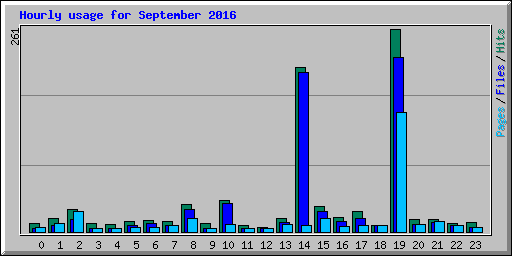 Hourly usage for September 2016
261
Pages / Files / Hits
0 1 2 3 4 5 6 7 8 9 10 11 12 13 14 15 16 17 18 19 20 21 22 23